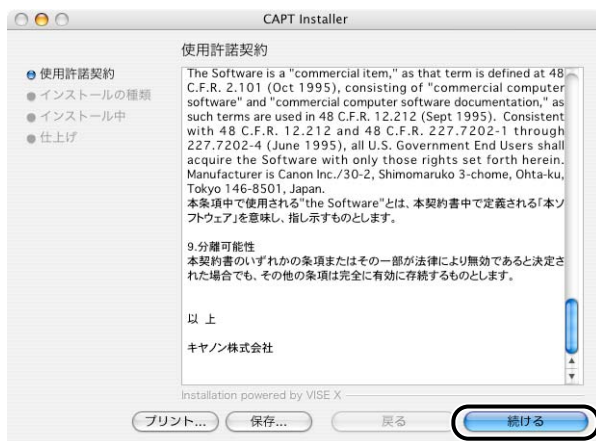 CAPT Installer
使用許諾契約
使用許諾契約
インストールの種類
インストール中
仕上げ
The Software is a "commercial item," as that term is defined at 48
C.F.R. 2.101 (Oct 1995), consisting of "commercial computer
software" and "commercial computer software documentation," as
such terms are used in 48 C.F.R. 12.212 (Sept 1995). Consistent
with 48 C.F.R. 12.212 and 48 C.F.R. 227.7202-1 through
227.7202-4 (June 1995), all U.S. Government End Users shall
acquire the Software with only those rights set forth herein.
Manufacturer is Canon Inc./30-2, Shimomaruko 3-chome, Ohta-ku,
Tokyo 146-8501, Japan.
本条項中で使用される"the Software"とは、本契約書中で定義される「本ソ
フトウェア」を意味し、指し示すものとします。
9.分離可能性
本契約書のいずれかの条項またはその一部が法律により無効であると決定さ
れた場合でも、その他の条項は完全に有効に存続するものとします。
以 上
キヤノン株式会社
Installation powered by VISE X
プリント...
保存...
戻る
続ける